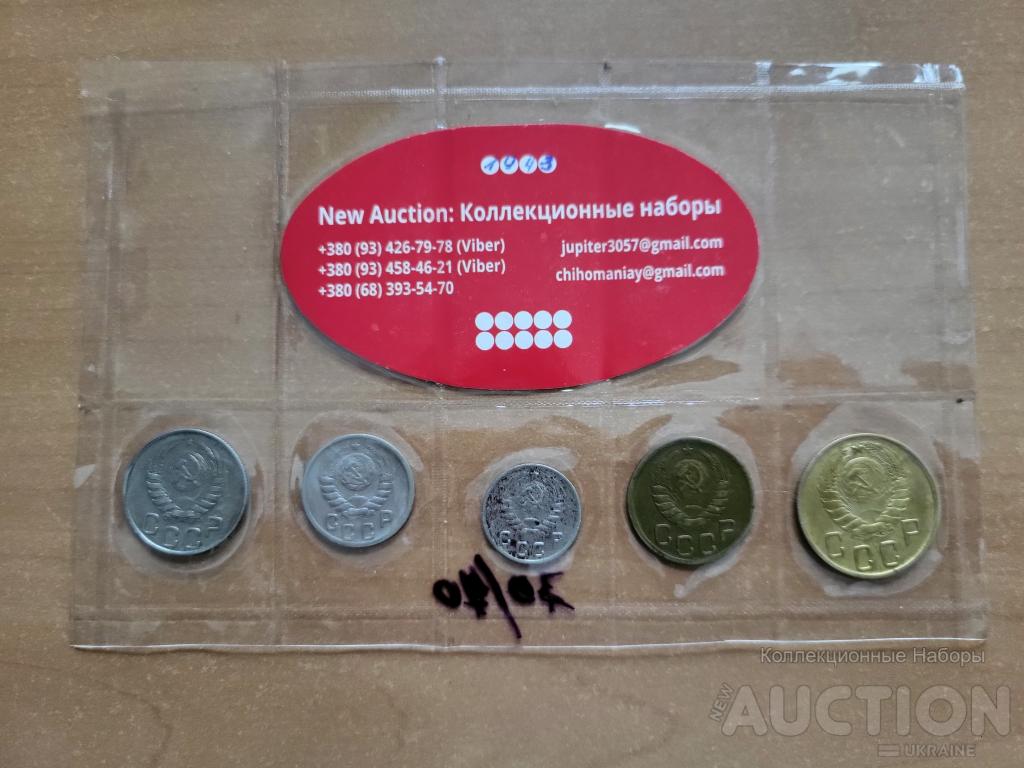 1943
New Auction: Коллекционные наборы
+380 (93) 426-79-78 (Viber)
+380 (93) 458-46-21 (Viber)
+380 (68) 393-54-70
jupiter3057@gmail.com
chihomaniay@gmail.com
СССР
СССР
СССР
СССР
СССР
Коллекционные Наборы
NEW AUCTION
UKRAINE